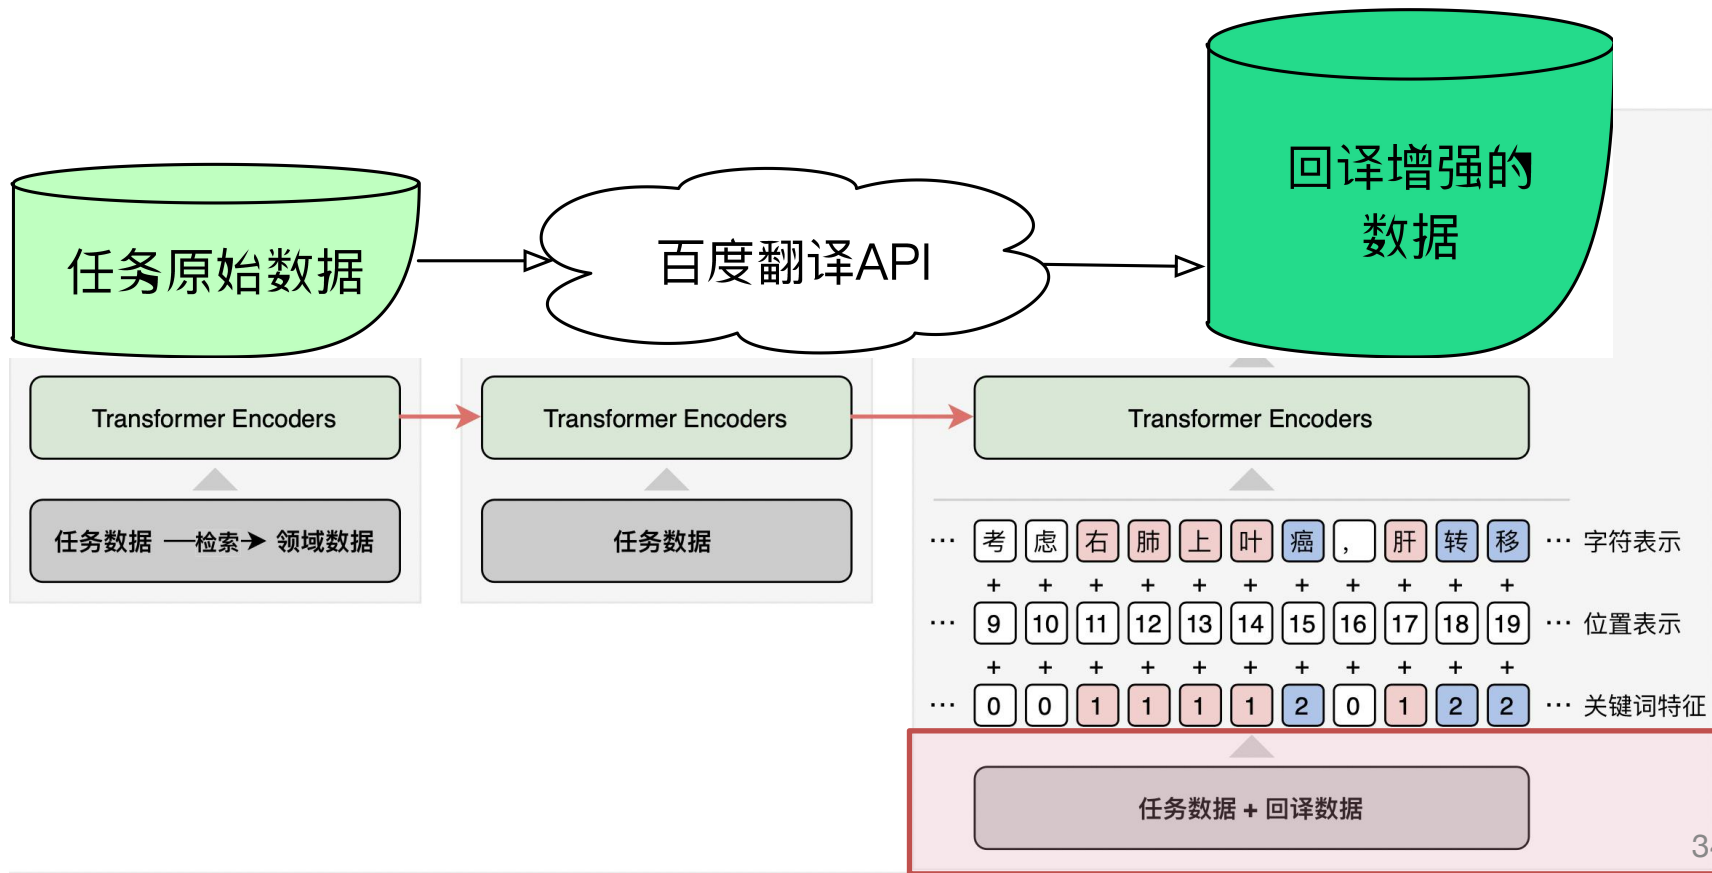 任务原始数据
百度翻译API
回译增强的
数据
Transformer Encoders
Transformer Encoders
Transformer Encoders
任务数据 —检索→ 领域数据
任务数据
… 考 虑 右 肺 上 叶 癌 , 肝 转 移 … 字符表示
+ + + + + + + + + + +
… 9 10 11 12 13 14 15 16 17 18 19 … 位置表示
+ + + + + + + + + + +
… 0 0 1 1 1 1 2 0 1 2 2 … 关键词特征
任务数据 + 回译数据